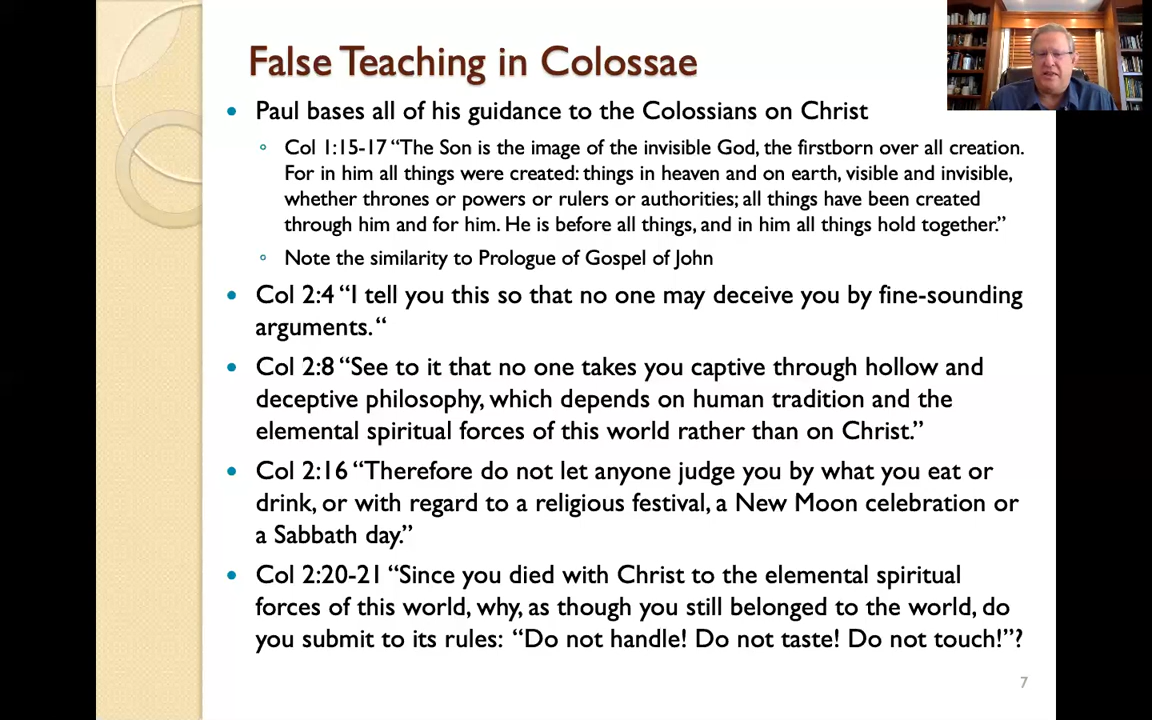 False Teaching in Colossae
• Paul bases all of his guidance to the Colossians on Christ
◦ Col 1:15-17 “The Son is the image of the invisible God, the firstborn over all creation.
For in him all things were created: things in heaven and on earth, visible and invisible,
whether thrones or powers or rulers or authorities; all things have been created
through him and for him. He is before all things, and in him all things hold together.”
◦ Note the similarity to Prologue of Gospel of John
• Col 2:4 “I tell you this so that no one may deceive you by fine-sounding
arguments. “
• Col 2:8 “See to it that no one takes you captive through hollow and
deceptive philosophy, which depends on human tradition and the
elemental spiritual forces of this world rather than on Christ.”
• Col 2:16 “Therefore do not let anyone judge you by what you eat or
drink, or with regard to a religious festival, a New Moon celebration or
a Sabbath day.”
• Col 2:20-21 “Since you died with Christ to the elemental spiritual
forces of this world, why, as though you still belonged to the world, do
you submit to its rules: “Do not handle! Do not taste! Do not touch!”?
7